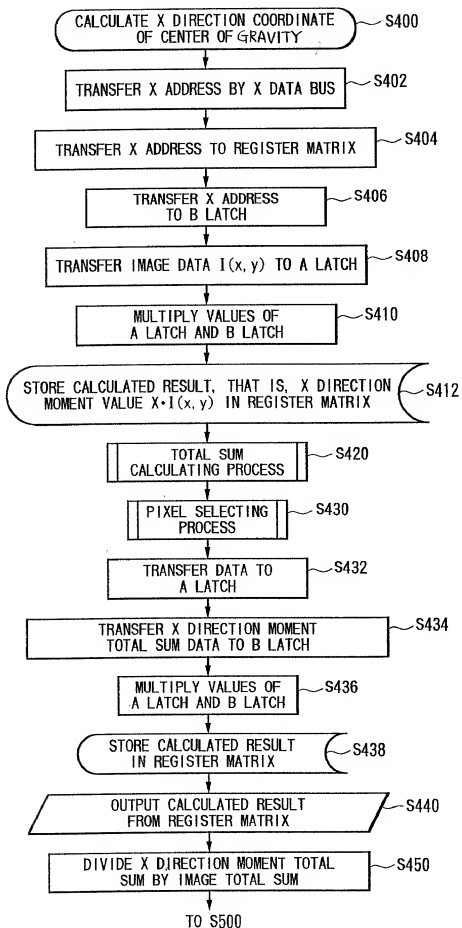 CALCULATE X DIRECTION COORDINATE
OF CENTER OF GRAVITY
S400
TRANSFER X ADDRESS BY X DATA BUS
S402
TRANSFER X ADDRESS TO REGISTER MATRIX
S404
TRANSFER X ADDRESS
TO B LATCH
S406
TRANSFER IMAGE DATA I(x, y) TO A LATCH
S408
MULTIPLY VALUES OF
A LATCH AND B LATCH
S410
STORE CALCULATED RESULT, THAT IS, X DIRECTION
MOMENT VALUE X•I(x, y) IN REGISTER MATRIX
S412
TOTAL SUM
CALCULATING PROCESS
S420
PIXEL SELECTING
PROCESS
S430
TRANSFER DATA TO
A LATCH
S432
TRANSFER X DIRECTION MOMENT
TOTAL SUM DATA TO B LATCH
S434
MULTIPLY VALUES OF
A LATCH AND B LATCH
S436
STORE CALCULATED RESULT
IN REGISTER MATRIX
S438
OUTPUT CALCULATED RESULT
FROM REGISTER MATRIX
S440
DIVIDE X DIRECTION MOMENT TOTAL
SUM BY IMAGE TOTAL SUM
S450
TO S500